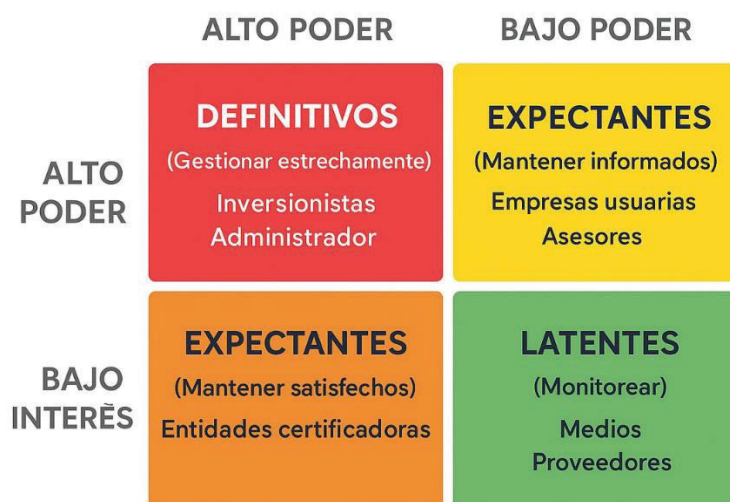 ALTO PODER
BAJO PODER
ALTO
PODER
DEFINITIVOS
(Gestionar estrechamente)
Inversionistas
Administrador
EXPECTANTES
(Mantener informados)
Empresas usuarias
Asesores
BAJO
INTERÉS
EXPECTANTES
(Mantener satisfechos)
Entidades certificadoras
LATENTES
(Monitorear)
Medios
Proveedores